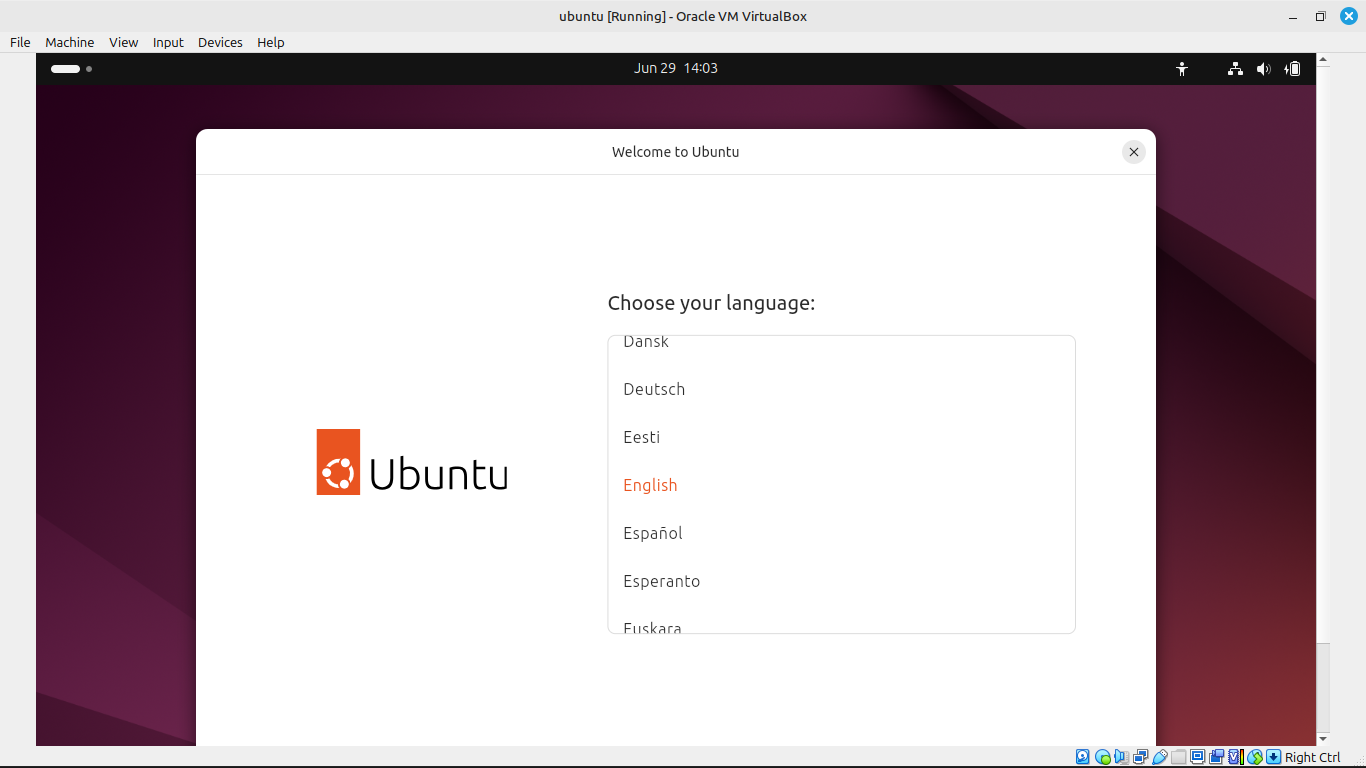 ubuntu [Running] - Oracle VM VirtualBox
File Machine View Input Devices Help
Jun 29 14:03
Welcome to Ubuntu
Choose your language:
Dansk
Deutsch
Eesti
English
Español
Esperanto
Euskara
Ubuntu
Right Ctrl